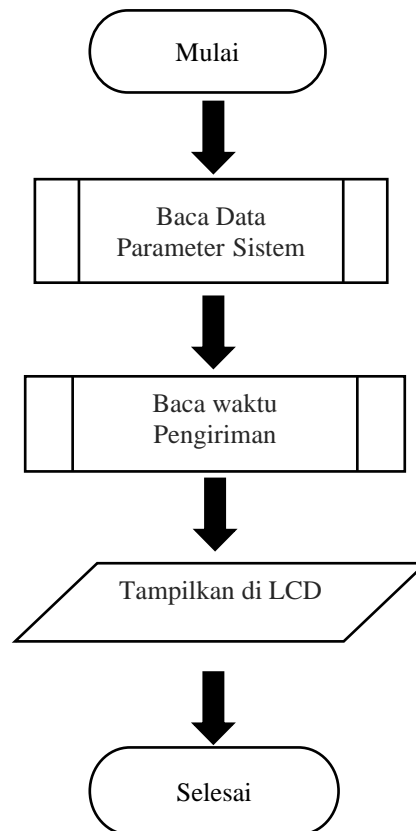 Mulai
Baca Data
Parameter Sistem
Baca waktu
Pengiriman
Tampilkan di LCD
Selesai